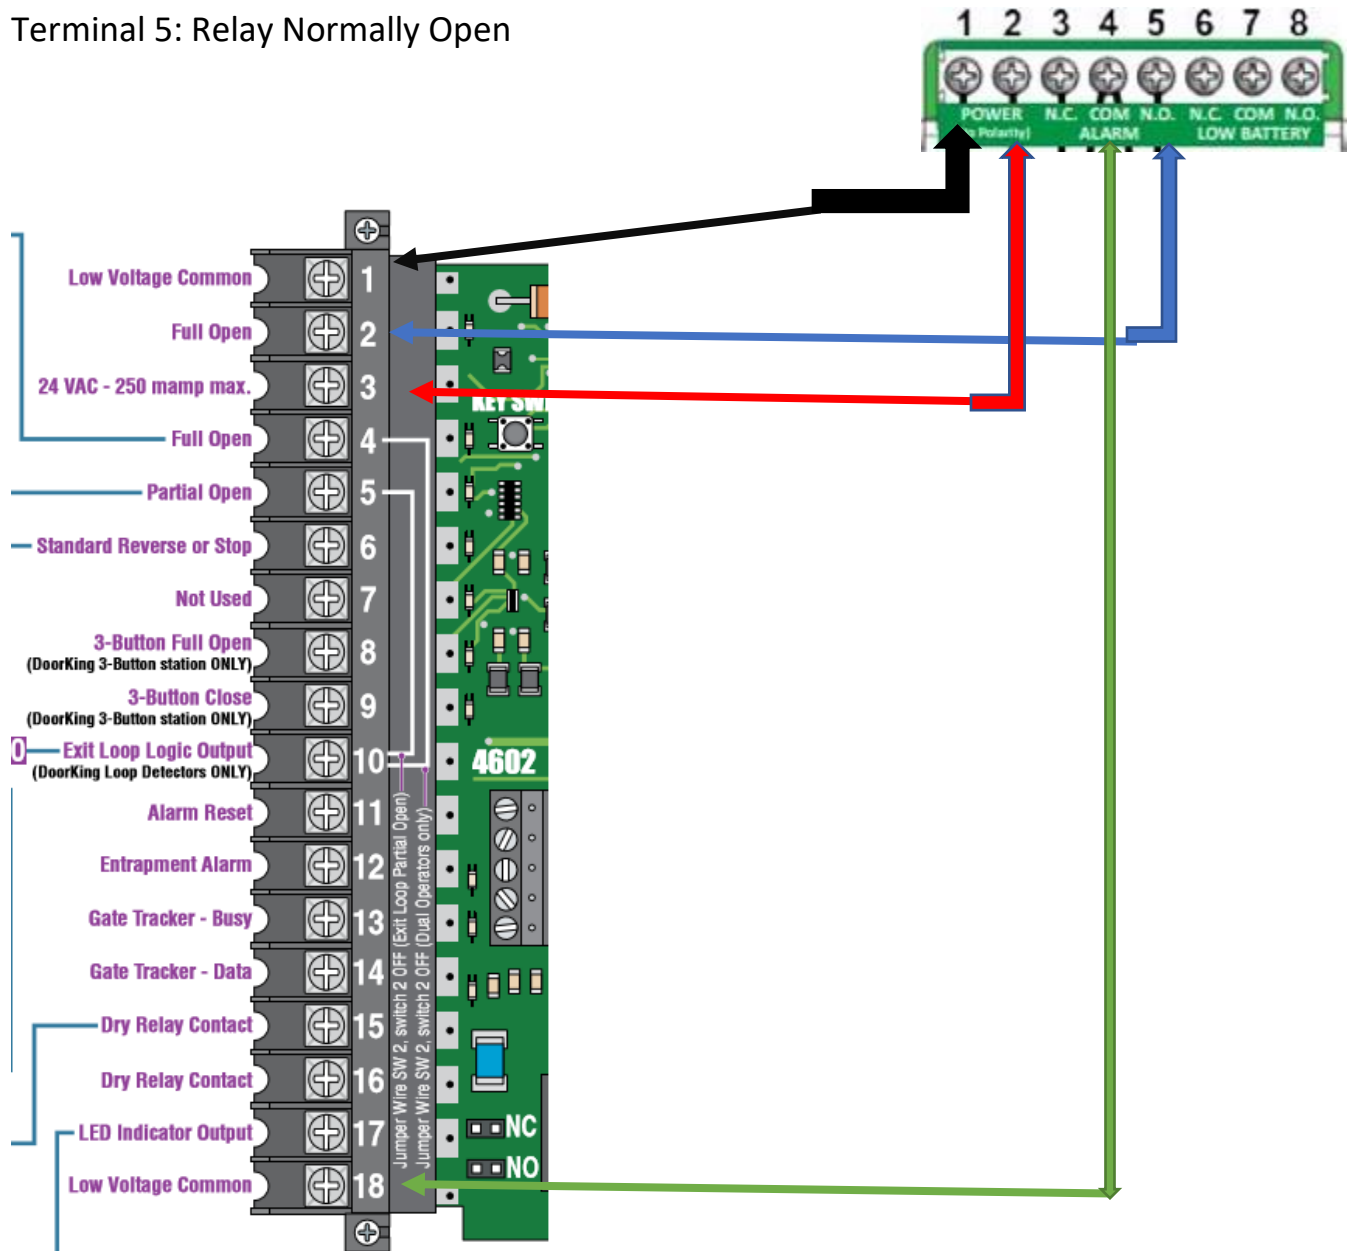 Terminal 5: Relay Normally Open
1 2 3 4 5 6 7 8
POWER N.C. COM N.O. N.C. COM N.O.
Polarity) ALARM LOW BATTERY
Low Voltage Common 1
Full Open 2
24 VAC - 250 mamp max. 3
KEY
Full Open 4
Partial Open 5
Standard Reverse or Stop 6
Not Used 7
3-Button Full Open 8
(DoorKing 3-Button station ONLY)
3-Button Close 9
(DoorKing 3-Button station ONLY)
0 Exit Loop Logic Output 10 4602
(DoorKing Loop Detectors ONLY)
Alarm Reset 11
Entrapment Alarm 12
Gate Tracker - Busy 13
Gate Tracker - Data 14
Dry Relay Contact 15
Dry Relay Contact 16
LED Indicator Output 17 NC
NO
Low Voltage Common 18
Jumper Wire SW 2, switch 2 OFF (Exit Loop Partial Open)
Jumper Wire SW 2, switch 2 OFF (Dual Operators only)